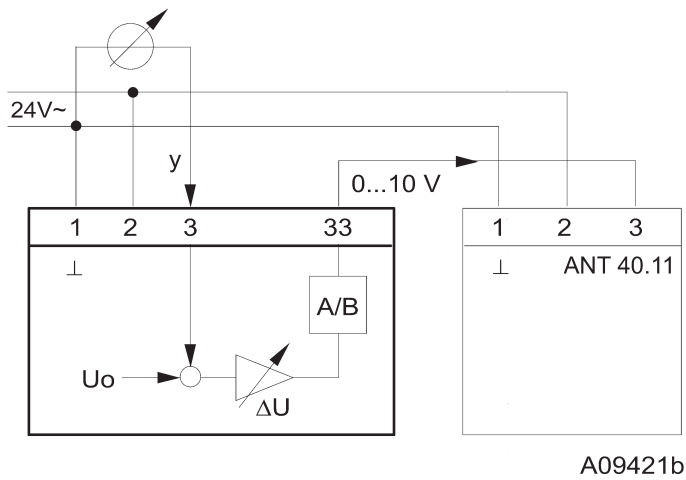 24V~
y
0...10 V
1 2 3 33
1 2 3
⊥
⊥ ANT 40.11
A/B
Uo
ΔU
A09421b